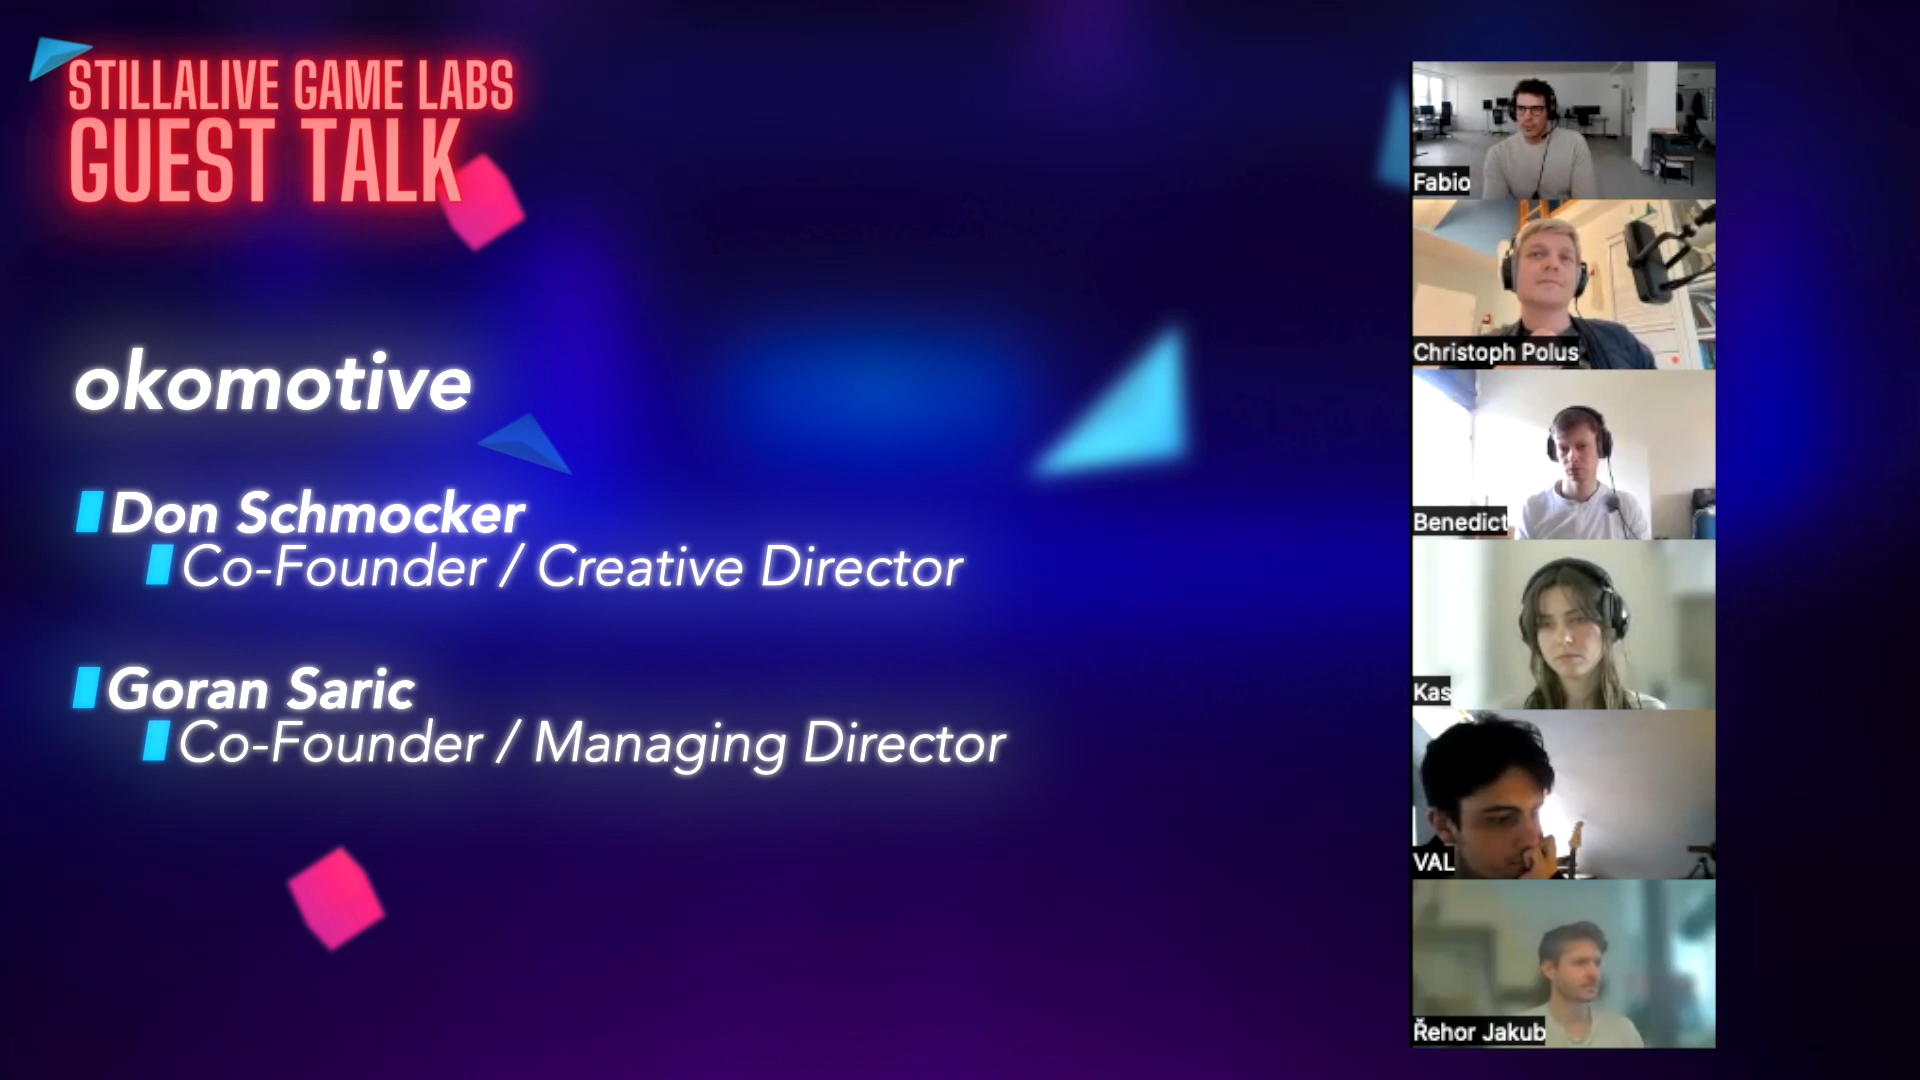 STILLALIVE GAME LABS
GUEST TALK
okomotive
Don Schmocker
Co-Founder / Creative Director
Goran Saric
Co-Founder / Managing Director
Fabio
Christoph Polus
Benedict
Kas
VAL
Řehor Jakub